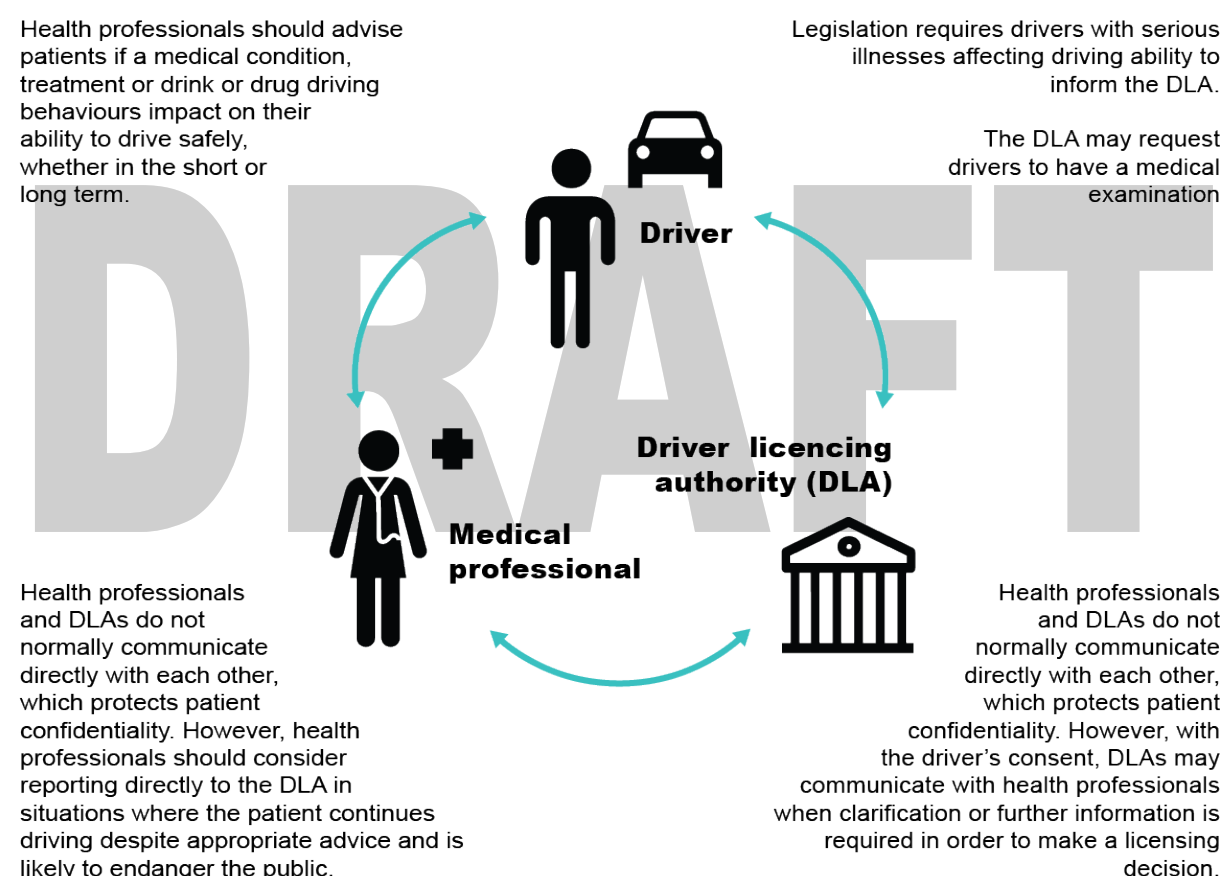 Health professionals should advise
patients if a medical condition,
treatment or drink or drug driving
behaviours impact on their
ability to drive safely,
whether in the short or
long term.
Legislation requires drivers with serious
illnesses affecting driving ability to
inform the DLA.
The DLA may request
drivers to have a medical
examination
DRAFT
Driver
Driver licencing
authority (DLA)
Medical
professional
Health professionals
and DLAs do not
normally communicate
directly with each other,
which protects patient
confidentiality. However, health
professionals should consider
reporting directly to the DLA in
situations where the patient continues
driving despite appropriate advice and is
likely to endanger the public.
Health professionals
and DLAs do not
normally communicate
directly with each other,
which protects patient
confidentiality. However, with
the driver’s consent, DLAs may
communicate with health professionals
when clarification or further information is
required in order to make a licensing
decision.